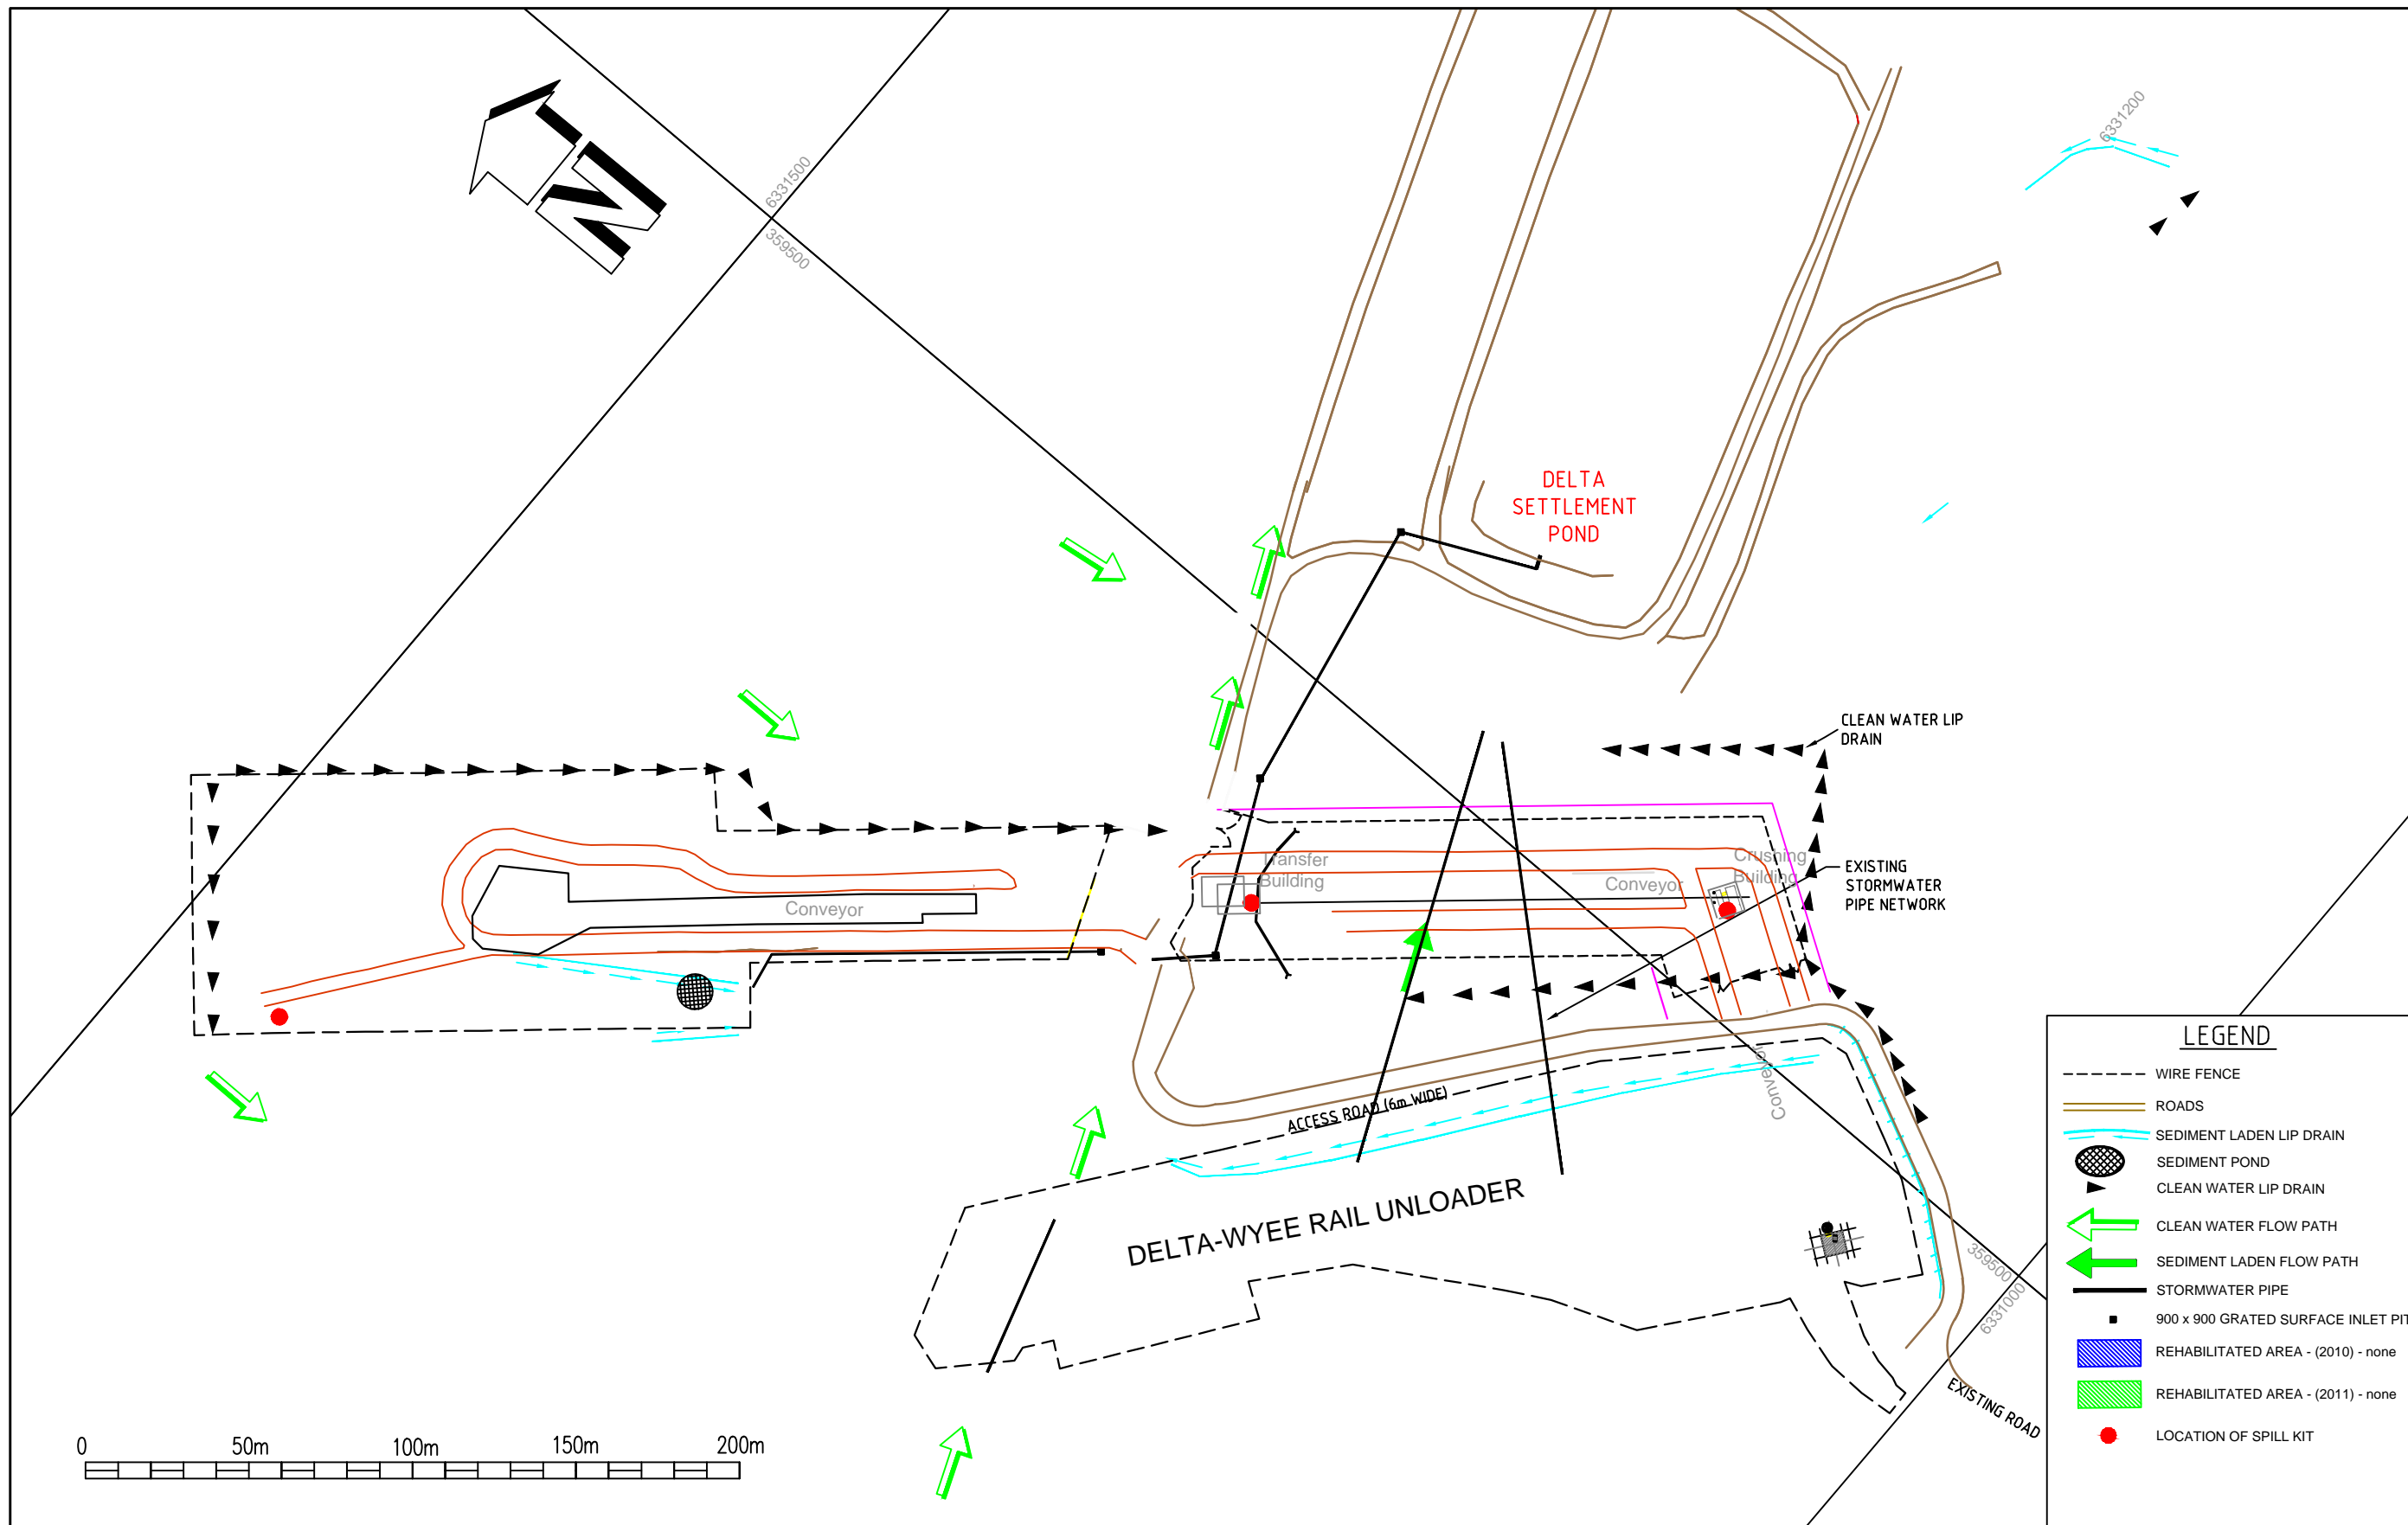 N
6331500
359500
6331200
DELTA
SETTLEMENT
POND
CLEAN WATER LIP
DRAIN
Transfer
Building
Conveyor
Crushing
Building
Conveyor
EXISTING
STORMWATER
PIPE NETWORK
Conveyor
ACCESS ROAD (6m WIDE)
DELTA-WYEE RAIL UNLOADER
359500
6331000
EXISTING ROAD
0 50m 100m 150m 200m
LEGEND
WIRE FENCE
ROADS
SEDIMENT LADEN LIP DRAIN
SEDIMENT POND
CLEAN WATER LIP DRAIN
CLEAN WATER FLOW PATH
SEDIMENT LADEN FLOW PATH
STORMWATER PIPE
900 x 900 GRATED SURFACE INLET PIT
REHABILITATED AREA - (2010) - none
REHABILITATED AREA - (2011) - none
LOCATION OF SPILL KIT